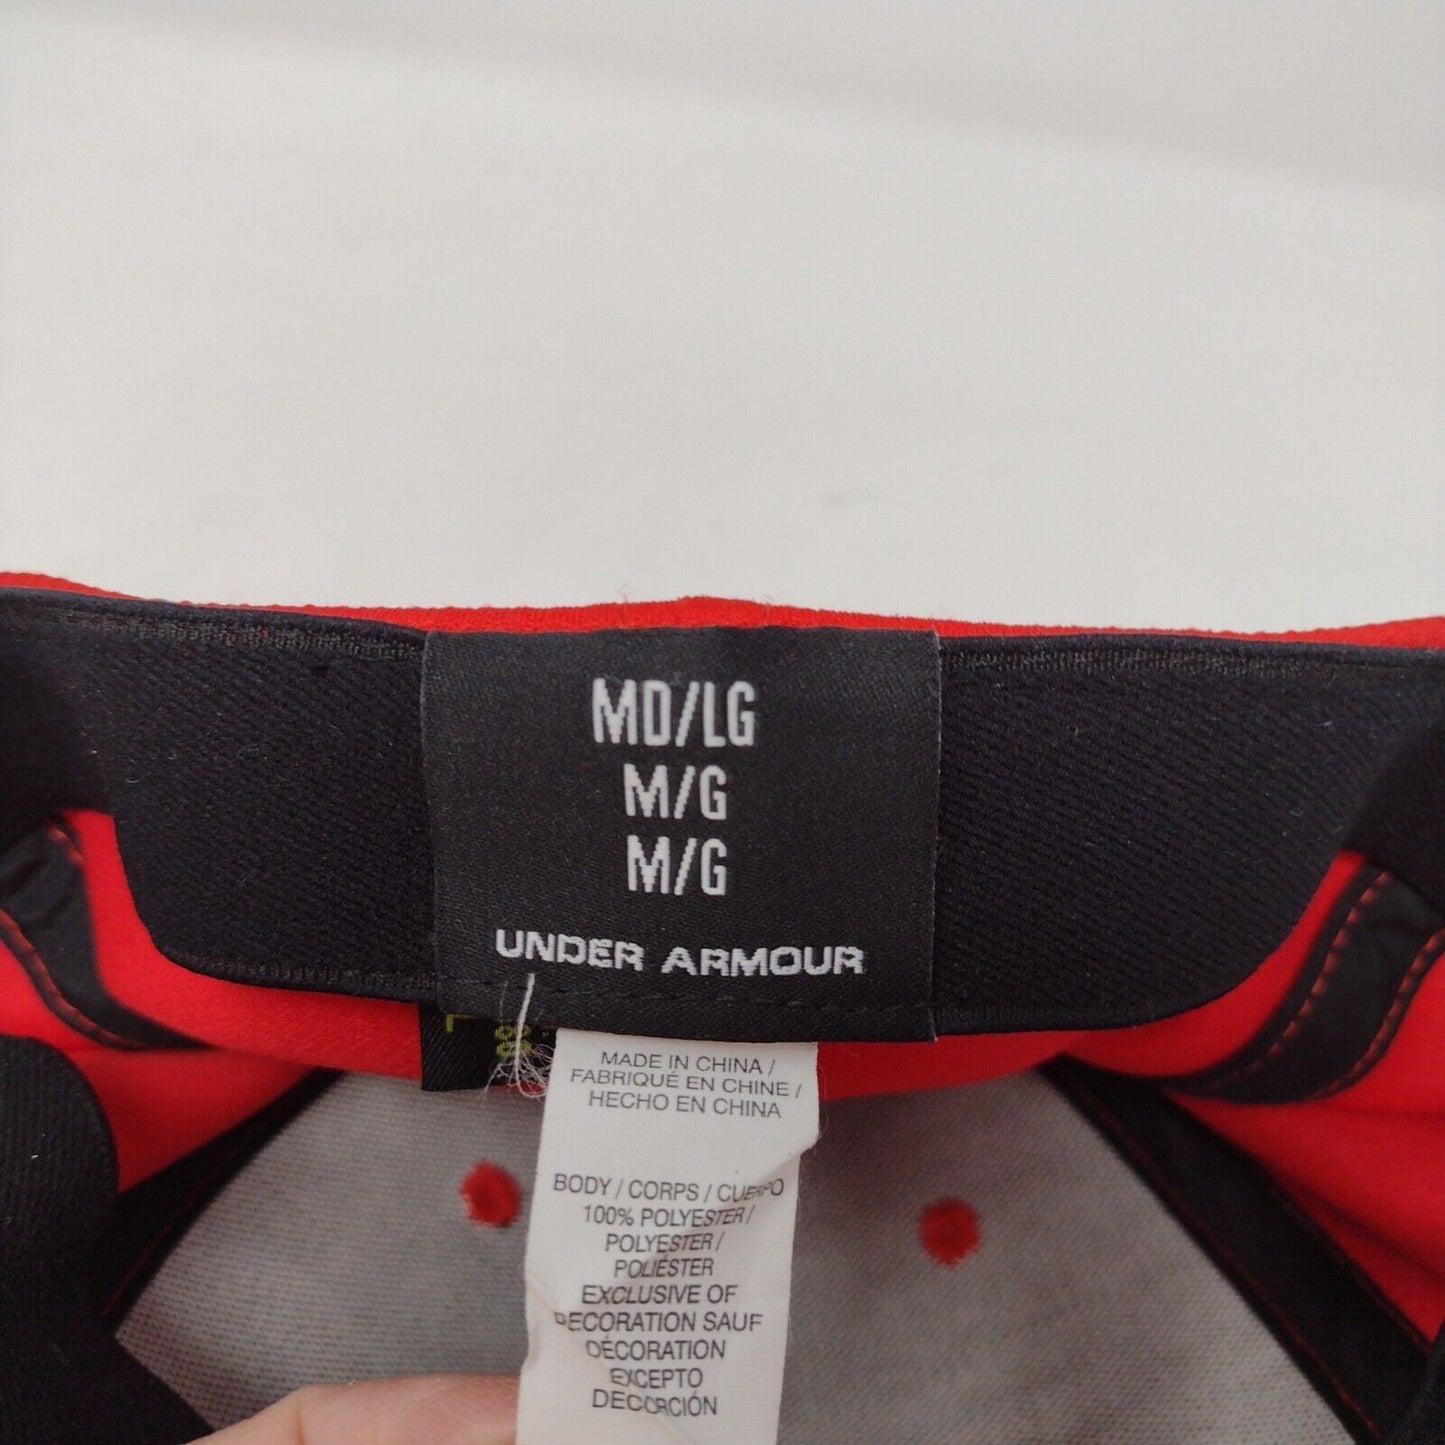 MD/LG
M/G
M/G
UNDER ARMOUR
MADE IN CHINA /
FABRIQUÉ EN CHINE /
HECHO EN CHINA
BODY / CORPS / CUERPO
100% POLYESTER /
POLYESTER /
POLIÉSTER
EXCLUSIVE OF
DECORATION SAUF
DÉCORATION
EXCEPTO
DECORCIÓN